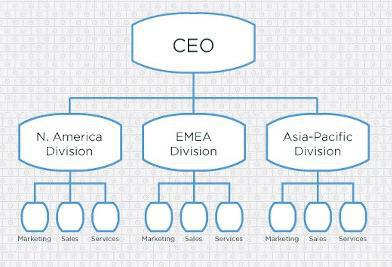 CEO
N. America
Division
EMEA
Division
Asia-Pacific
Division
Marketing Sales Services
Marketing Sales Services
Marketing Sales Services